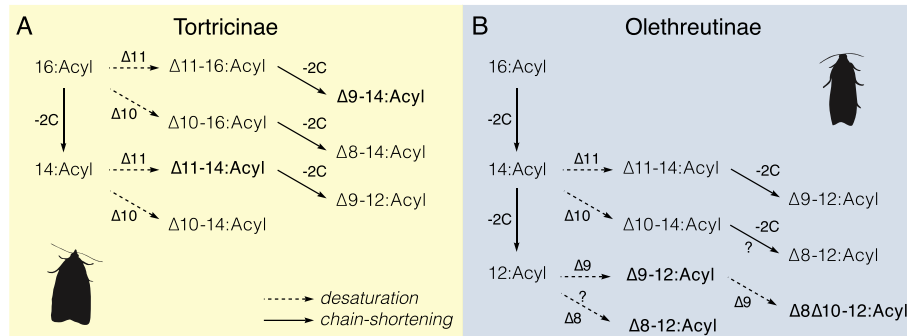 A Tortricinae
16:Acyl Δ11 Δ11-16:Acyl -2C Δ9-14:Acyl
-2C Δ10 Δ10-16:Acyl -2C Δ8-14:Acyl
14:Acyl Δ11 Δ11-14:Acyl -2C Δ9-12:Acyl
Δ10 Δ10-14:Acyl
desaturation
chain-shortening
B Olethreutinae
16:Acyl
-2C
14:Acyl Δ11 Δ11-14:Acyl -2C Δ9-12:Acyl
-2C Δ10 Δ10-14:Acyl -2C ? Δ8-12:Acyl
12:Acyl Δ9 Δ9-12:Acyl Δ9 Δ8Δ10-12:Acyl
? Δ8 Δ8-12:Acyl